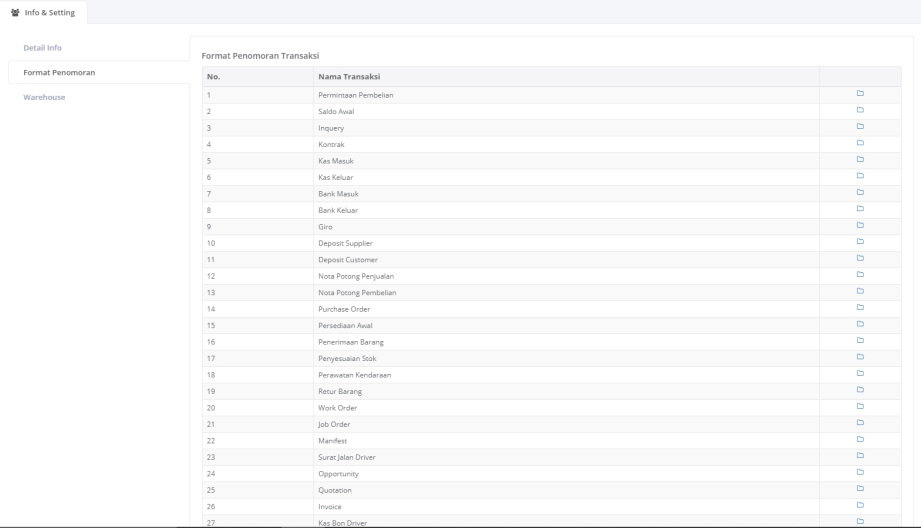 Info & Setting
Detail Info
Format Penomoran
Warehouse
Format Penomoran Transaksi
No. Nama Transaksi
1 Permintaan Pembelian
2 Saldo Awal
3 Inquery
4 Kontrak
5 Kas Masuk
6 Kas Keluar
7 Bank Masuk
8 Bank Keluar
9 Giro
10 Deposit Supplier
11 Deposit Customer
12 Nota Potong Penjualan
13 Nota Potong Pembelian
14 Purchase Order
15 Persediaan Awal
16 Penerimaan Barang
17 Penyesuaian Stok
18 Perawatan Kendaraan
19 Retur Barang
20 Work Order
21 Job Order
22 Manifest
23 Surat Jalan Driver
24 Opportunity
25 Quotation
26 Invoice
27 Kas Bon Driver